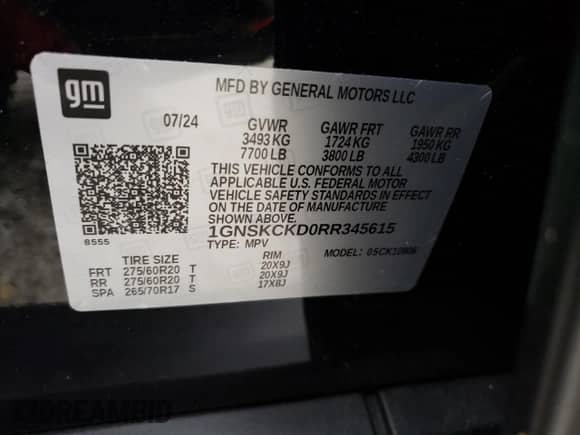 gm
MFD BY GENERAL MOTORS LLC
07/24 GVWR GAWR FRT GAWR RR
3493 KG 1724 KG 1950 KG
7700 LB 3800 LB 4300 LB
THIS VEHICLE CONFORMS TO ALL
APPLICABLE U.S. FEDERAL MOTOR
VEHICLE SAFETY STANDARDS IN EFFECT
ON THE DATE OF MANUFACTURE
SHOWN ABOVE.
8555
1GNSKCKD0RR345615
TYPE: MPV MODEL:
TIRE SIZE RIM
FRT 275/60R20 T 20X9J
RR 275/60R20 T 20X9J
SPA 265/70R17 S 17X8J